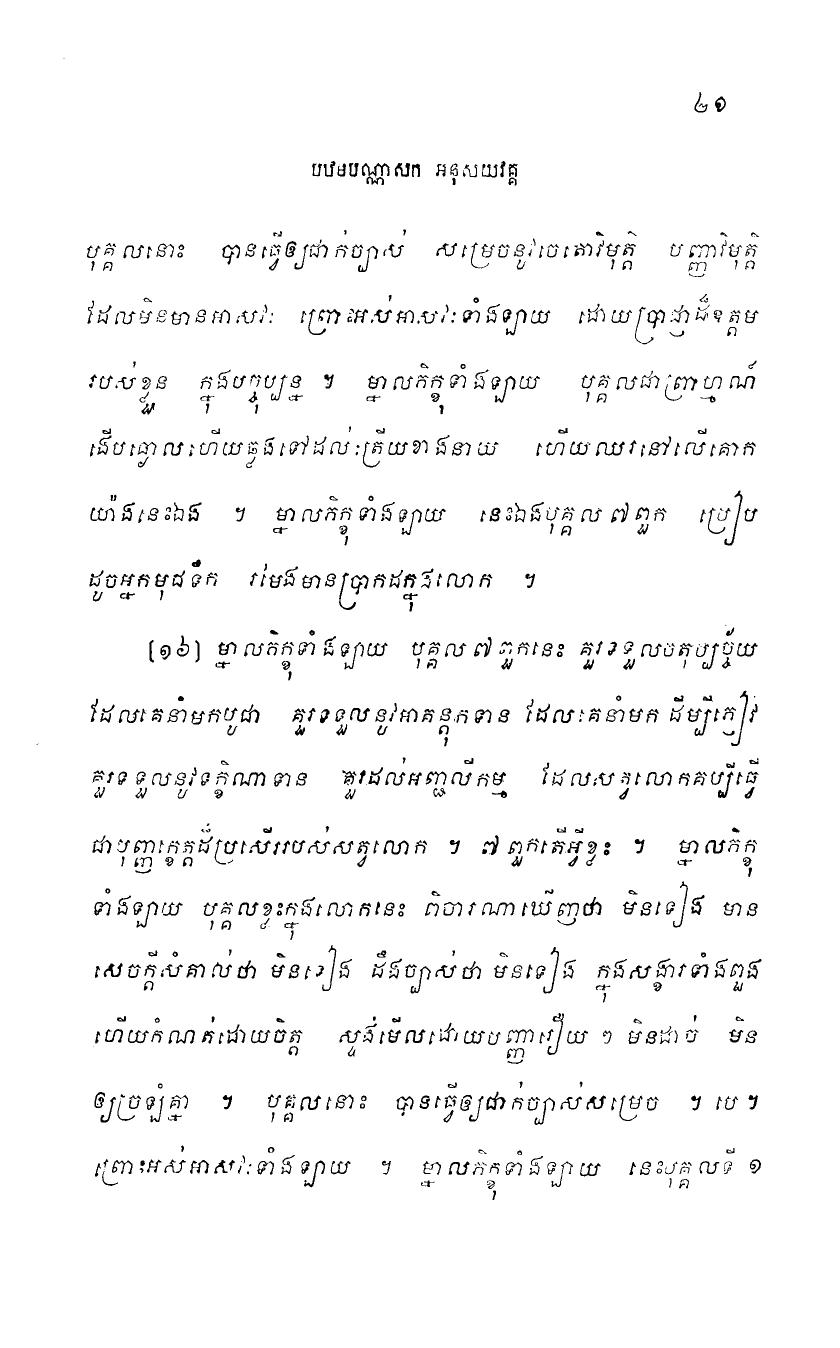 ៤១
បឋមបណ្ណាសក អនុសយវគ្គ
បុគ្គលនោះ បានធ្វើឲ្យជាក់ច្បាស់ សម្រេចនូវចេតោវិមុត្តិ បញ្ញាវិមុត្តិ
ដែលមិនមានអាសវៈ ព្រោះអស់អាសវៈទាំងឡាយ ដោយប្រាជ្ញាដ៏ឧត្តម
របស់ខ្លួន ក្នុងបច្ចុប្បន្ន ។ ម្នាលភិក្ខុទាំងឡាយ បុគ្គលជាព្រាហ្មណ៍
ងើបផ្ងោលហើយឆ្លងទៅដល់ត្រើយខាងនាយ ហើយឈរនៅលើគោក
យ៉ាងនេះឯង ។ ម្នាលភិក្ខុទាំងឡាយ នេះឯងបុគ្គល ៧ ពួក ប្រៀប
ដូចអ្នកមុជទឹក រមែងមានប្រាកដក្នុងលោក ។
[១៦] ម្នាលភិក្ខុទាំងឡាយ បុគ្គល ៧ ពួកនេះ គួរទទួលចតុប្បច្ច័យ
ដែលគេនាំមកបូជា គួរទទួលនូវអាគន្តុកទាន ដែលគេនាំមក ដើម្បីភ្ញៀវ
គួរទទួលនូវទក្ខិណាទាន គួរដល់អញ្ជលីកម្ម ដែលសត្វលោកគប្បីធ្វើ
ជាបុញ្ញក្ខេត្តដ៏ប្រសើររបស់សត្វលោក ។ ៧ ពួកតើអ្វីខ្លះ ។ ម្នាលភិក្ខុ
ទាំងឡាយ បុគ្គលខ្លះក្នុងលោកនេះ ពិចារណាឃើញថា មិនទៀង មាន
សេចក្តីសំគាល់ថា មិនទៀង ដឹងច្បាស់ថា មិនទៀង ក្នុងសង្ខារទាំងពួង
ហើយកំណត់ដោយចិត្ត ស្ទង់មើលដោយបញ្ញារឿយ ៗ មិនដាច់ មិន
ឲ្យច្រឡំគ្នា ។ បុគ្គលនោះ បានធ្វើឲ្យជាក់ច្បាស់សម្រេច ។ បេ ។
ព្រោះអស់អាសវៈទាំងឡាយ ។ ម្នាលភិក្ខុទាំងឡាយ នេះបុគ្គលទី ១